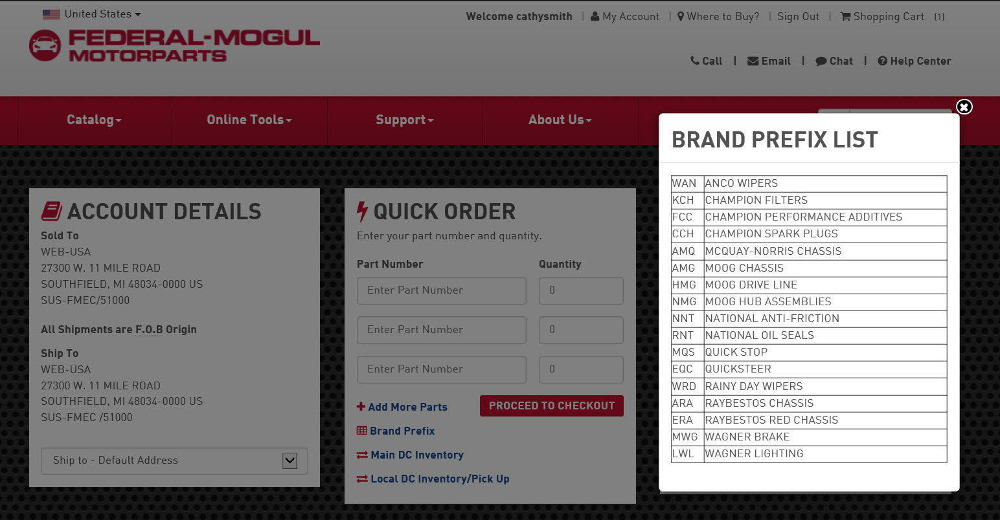 United States
Welcome cathysmith | My Account | Where to Buy? | Sign Out | Shopping Cart (1)
FEDERAL-MOGUL
MOTORPARTS
Call | Email | Chat | Help Center
Catalog Online Tools Support About Us
ACCOUNT DETAILS
Sold To
WEB-USA
27300 W. 11 MILE ROAD
SOUTHFIELD, MI 48034-0000 US
SUS-FMEC/51000
All Shipments are F.O.B Origin
Ship To
WEB-USA
27300 W. 11 MILE ROAD
SOUTHFIELD, MI 48034-0000 US
SUS-FMEC /51000
Ship to - Default Address
QUICK ORDER
Enter your part number and quantity.
Part Number Quantity
Enter Part Number 0
Enter Part Number 0
Enter Part Number 0
Add More Parts PROCEED TO CHECKOUT
Brand Prefix
Main DC Inventory
Local DC Inventory/Pick Up
BRAND PREFIX LIST
WAN ANCO WIPERS
KCH CHAMPION FILTERS
FCC CHAMPION PERFORMANCE ADDITIVES
CCH CHAMPION SPARK PLUGS
AMQ MCQUAY-NORRIS CHASSIS
AMG MOOG CHASSIS
HMG MOOG DRIVE LINE
NMG MOOG HUB ASSEMBLIES
NNT NATIONAL ANTI-FRICTION
RNT NATIONAL OIL SEALS
MQS QUICK STOP
EQC QUICKSTEER
WRD RAINY DAY WIPERS
ARA RAYBESTOS CHASSIS
ERA RAYBESTOS RED CHASSIS
MWG WAGNER BRAKE
LWL WAGNER LIGHTING